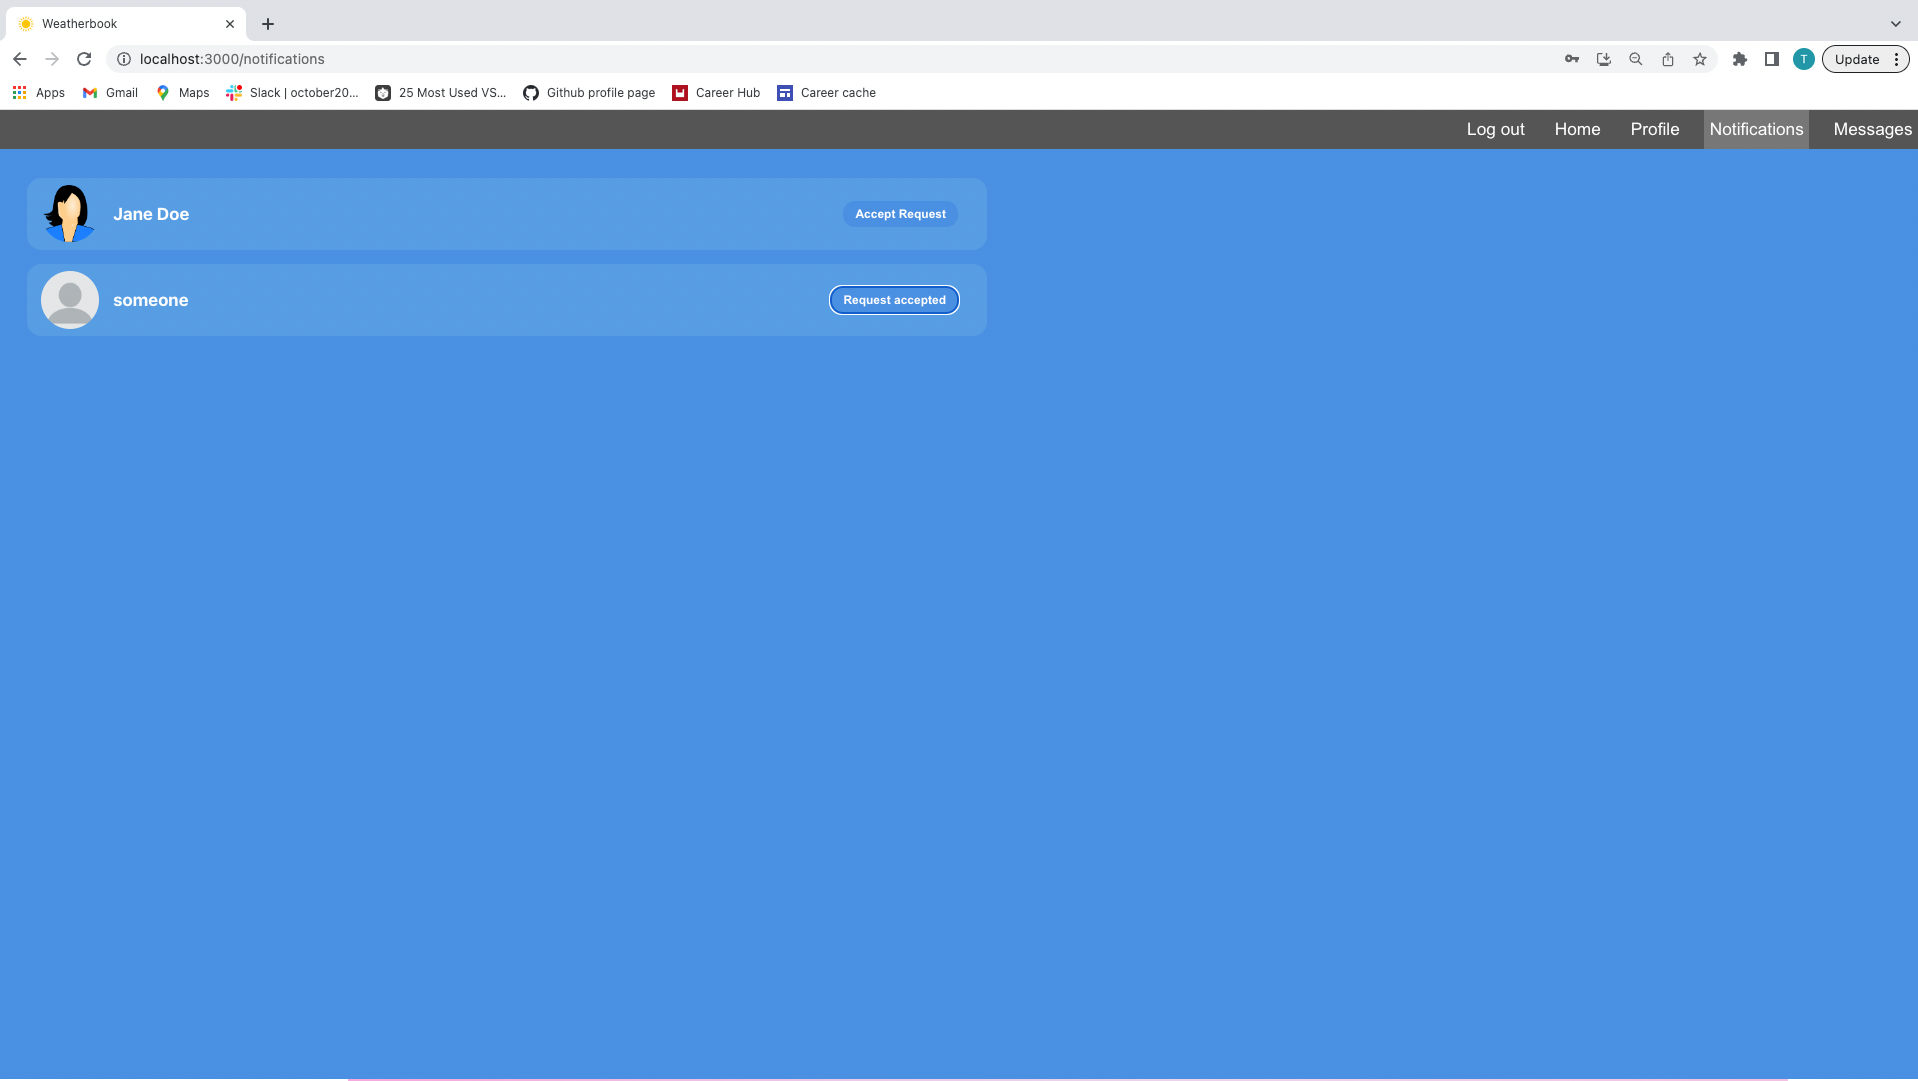 Weatherbook
localhost:3000/notifications
T
Update
Apps
Gmail
Maps
Slack | october20...
25 Most Used VS...
Github profile page
Career Hub
Career cache
Log out
Home
Profile
Notifications
Messages
Jane Doe
Accept Request
someone
Request accepted